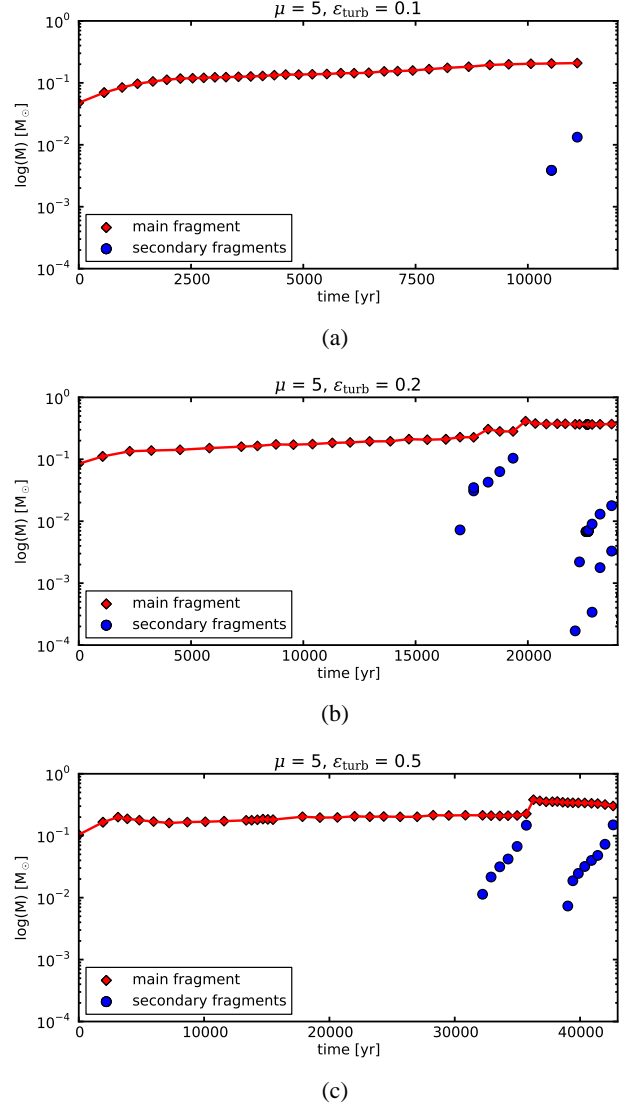 μ = 5, ε_turb = 0.1
10^0
10^-1
10^-2
10^-3
10^-4
log(M) [M_⊙]
main fragment
secondary fragments
0 2500 5000 7500 10000
time [yr]
(a)
μ = 5, ε_turb = 0.2
10^0
10^-1
10^-2
10^-3
10^-4
log(M) [M_⊙]
main fragment
secondary fragments
0 5000 10000 15000 20000
time [yr]
(b)
μ = 5, ε_turb = 0.5
10^0
10^-1
10^-2
10^-3
10^-4
log(M) [M_⊙]
main fragment
secondary fragments
0 10000 20000 30000 40000
time [yr]
(c)